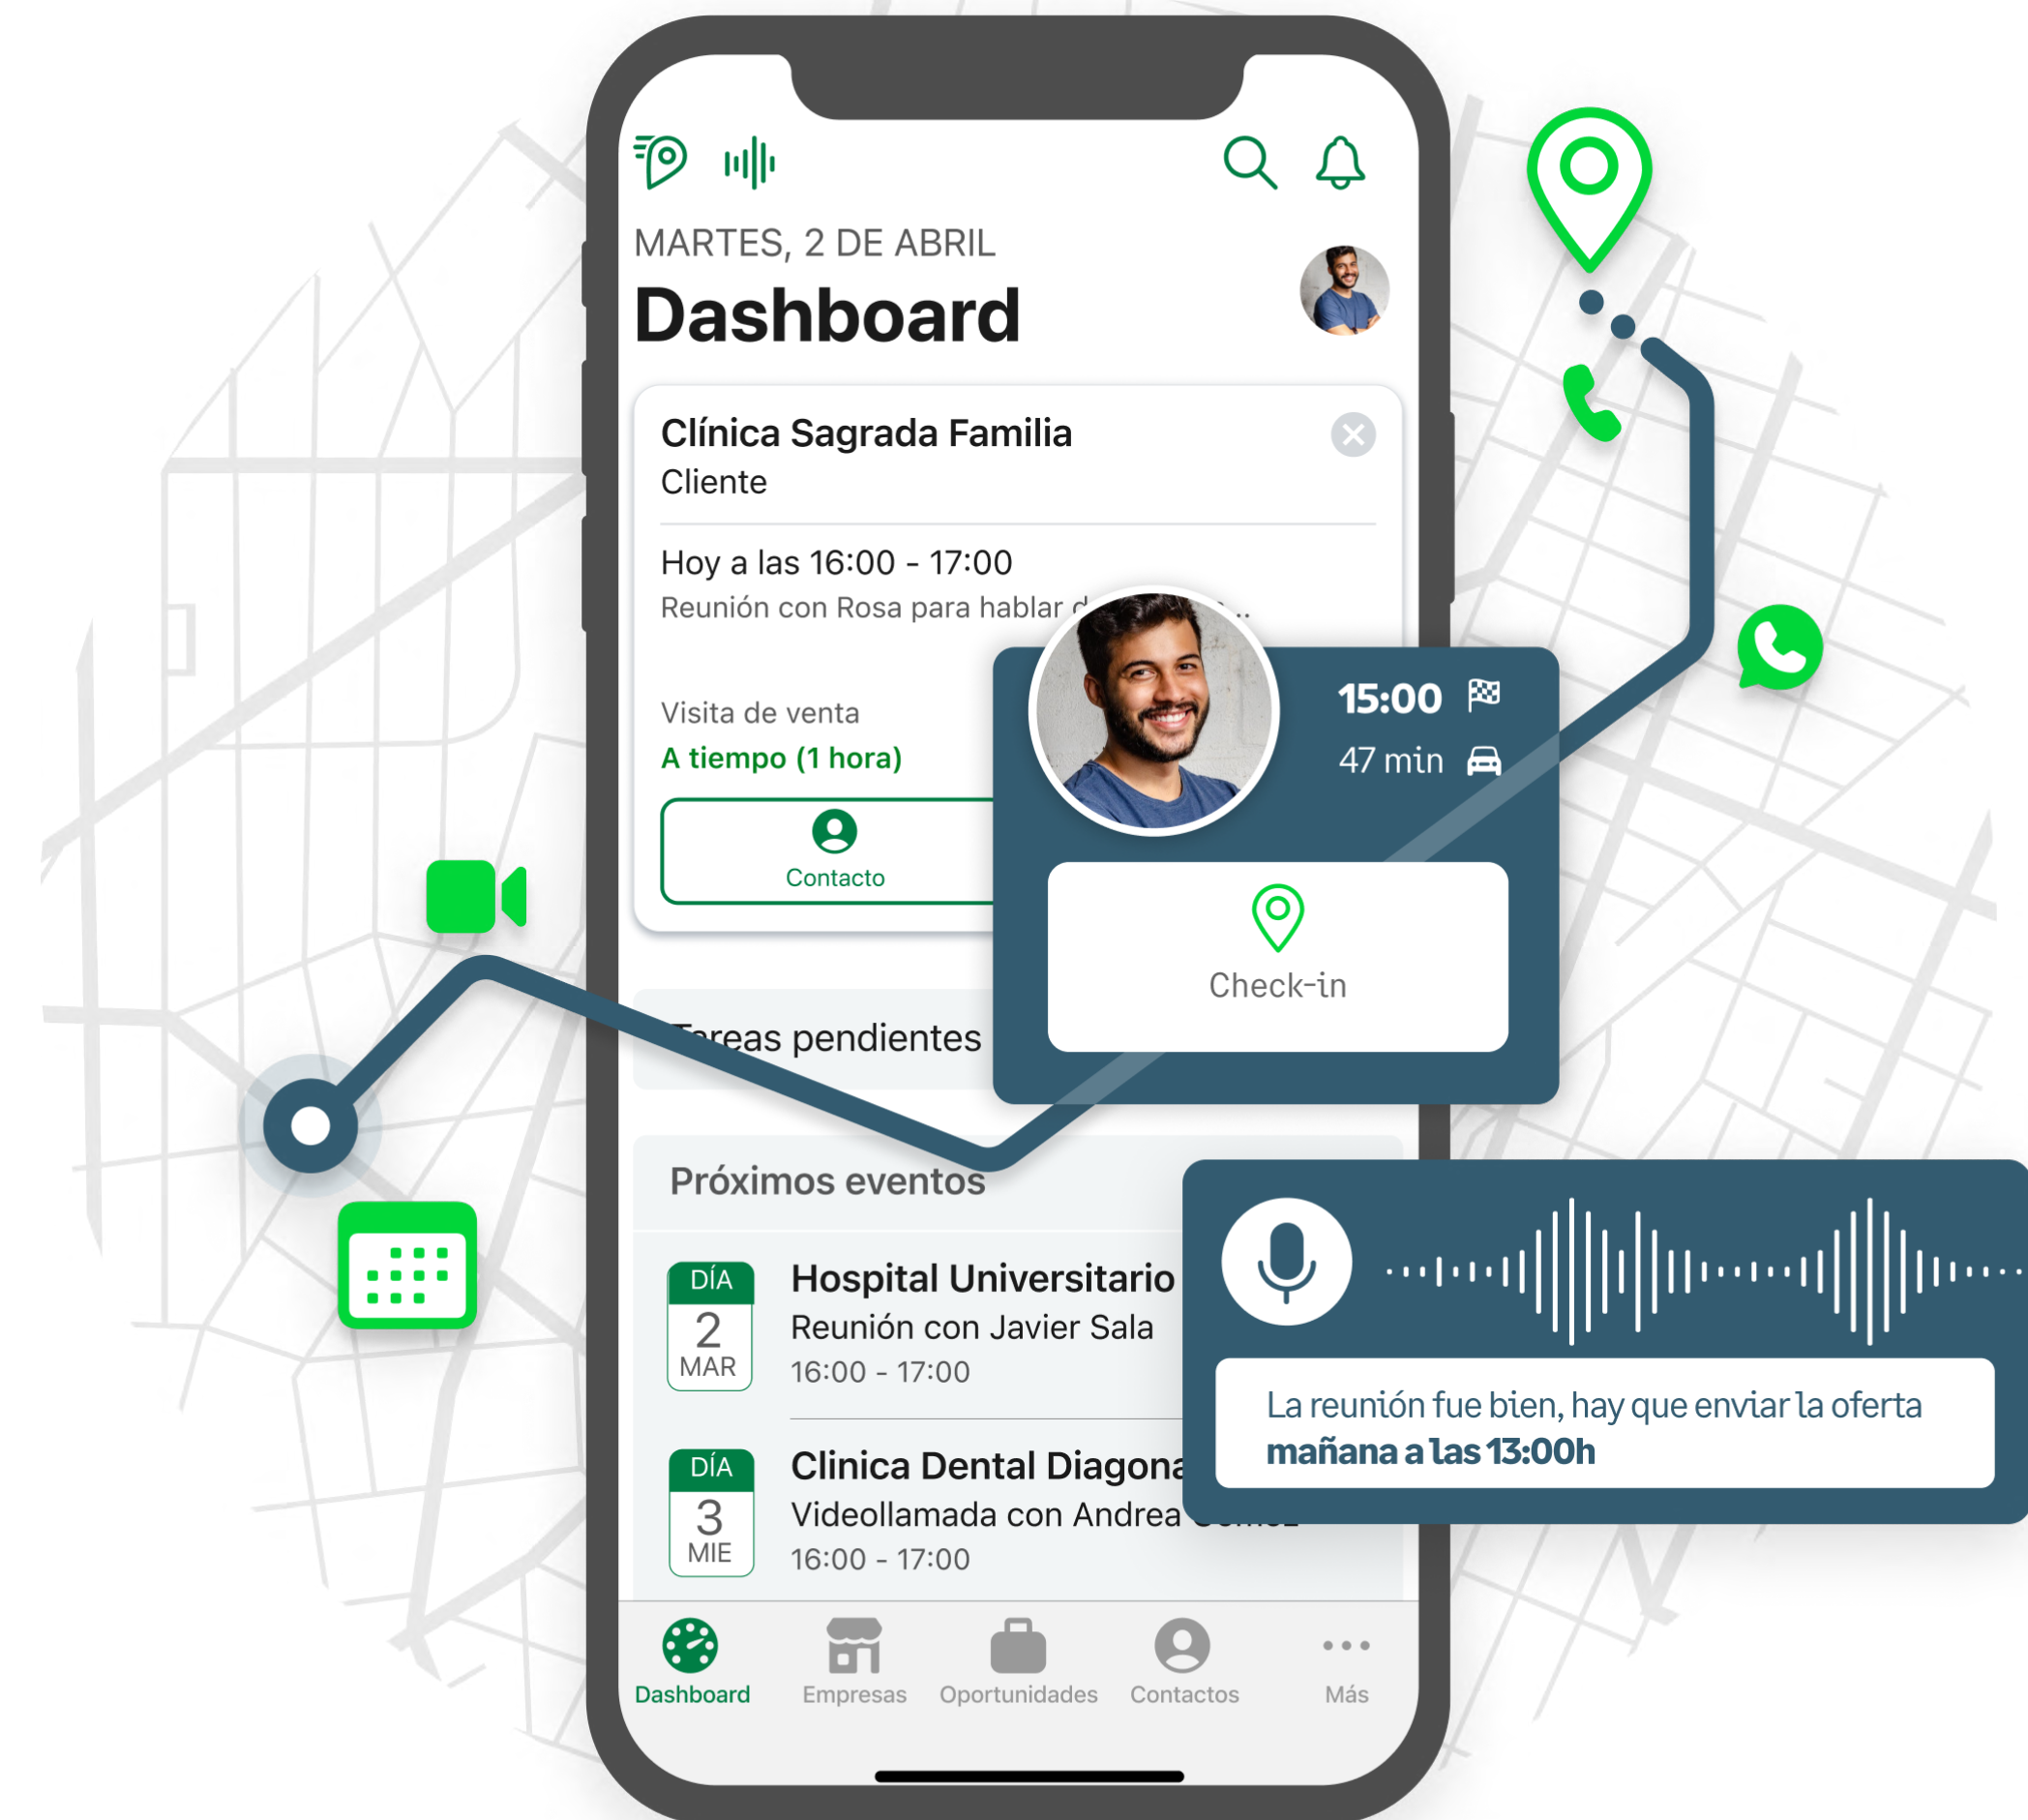 MARTES, 2 DE ABRIL
Dashboard
Clínica Sagrada Familia
Cliente
Hoy a las 16:00 - 17:00
Reunión con Rosa para hablar
Visita de venta
A tiempo (1 hora)
Contacto
15:00
47 min
Check-in
Tareas pendientes
Próximos eventos
DÍA
2
MAR
Hospital Universitario
Reunión con Javier Sala
16:00 - 17:00
DÍA
3
MIE
Clinica Dental Diagona
Videollamada con Andrea
16:00 - 17:00
La reunión fue bien, hay que enviar la oferta
mañana a las 13:00h
Dashboard
Empresas
Oportunidades
Contactos
Más